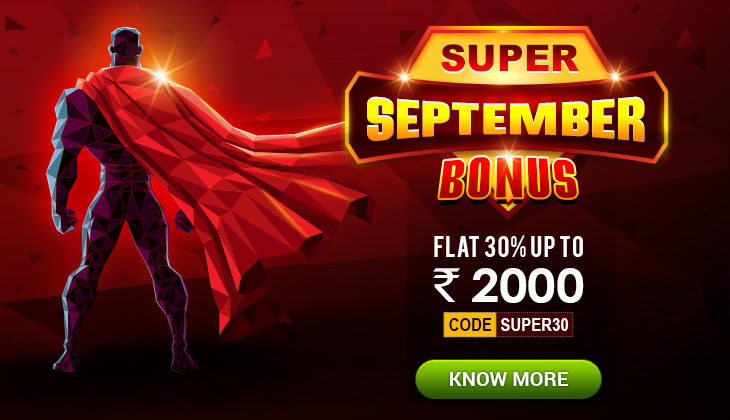 SUPER
SEPTEMBER
BONUS
FLAT 30% UP TO
₹ 2000
CODE SUPER30
KNOW MORE